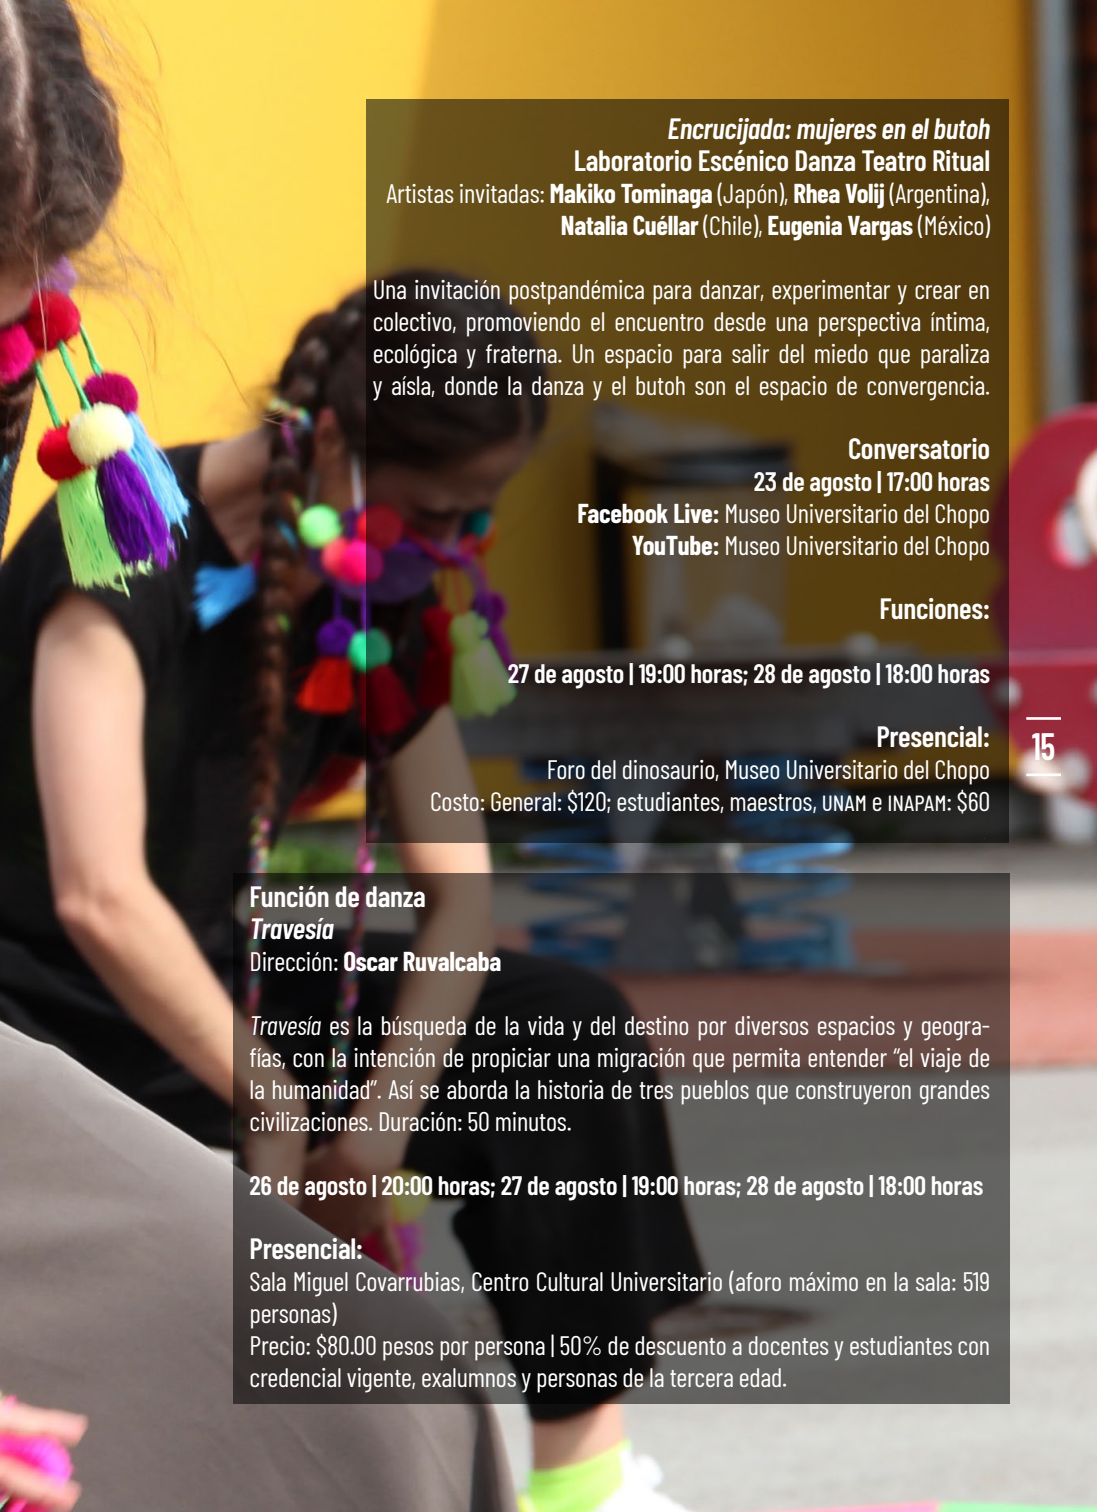 Encrucijada: mujeres en el butoh
Laboratorio Escénico Danza Teatro Ritual
Artistas invitadas: Makiko Tominaga (Japón), Rhea Volij (Argentina),
Natalia Cuéllar (Chile), Eugenia Vargas (México)
Una invitación postpandémica para danzar, experimentar y crear en
colectivo, promoviendo el encuentro desde una perspectiva íntima,
ecológica y fraterna. Un espacio para salir del miedo que paraliza
y aísla, donde la danza y el butoh son el espacio de convergencia.
Conversatorio
23 de agosto | 17:00 horas
Facebook Live: Museo Universitario del Chopo
YouTube: Museo Universitario del Chopo
Funciones:
27 de agosto | 19:00 horas; 28 de agosto | 18:00 horas
Presencial:
Foro del dinosaurio, Museo Universitario del Chopo
Costo: General: $120; estudiantes, maestros, UNAM e INAPAM: $60
15
Función de danza
Travesía
Dirección: Oscar Ruvalcaba
Travesía es la búsqueda de la vida y del destino por diversos espacios y geogra-
fías, con la intención de propiciar una migración que permita entender “el viaje de
la humanidad”. Así se aborda la historia de tres pueblos que construyeron grandes
civilizaciones. Duración: 50 minutos.
26 de agosto | 20:00 horas; 27 de agosto | 19:00 horas; 28 de agosto | 18:00 horas
Presencial:
Sala Miguel Covarrubias, Centro Cultural Universitario (aforo máximo en la sala: 519
personas)
Precio: $80.00 pesos por persona | 50% de descuento a docentes y estudiantes con
credencial vigente, exalumnos y personas de la tercera edad.